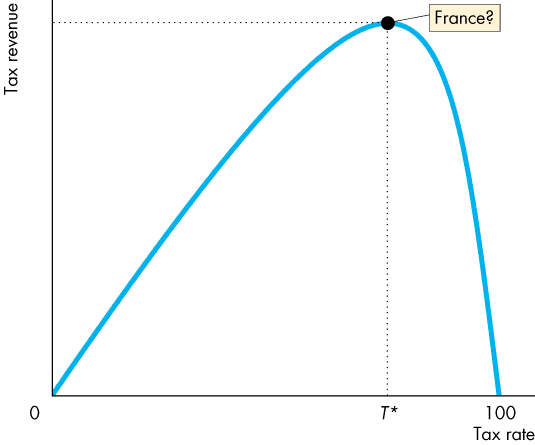 Tax revenue
France?
0
T*
100
Tax rate